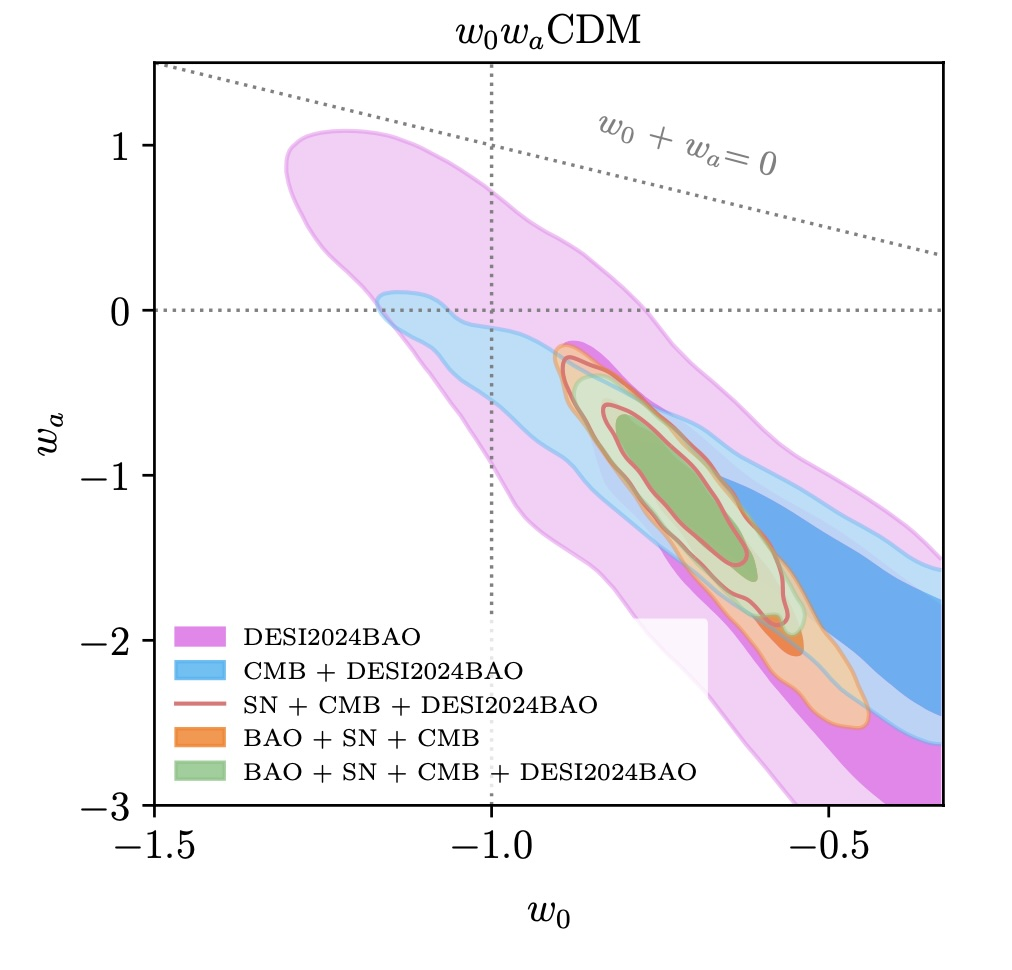 w₀wₐCDM
w₀ + wₐ= 0
1
0
−1
−2
−3
wₐ
DESI2024BAO
CMB + DESI2024BAO
SN + CMB + DESI2024BAO
BAO + SN + CMB
BAO + SN + CMB + DESI2024BAO
−1.5
−1.0
−0.5
w₀